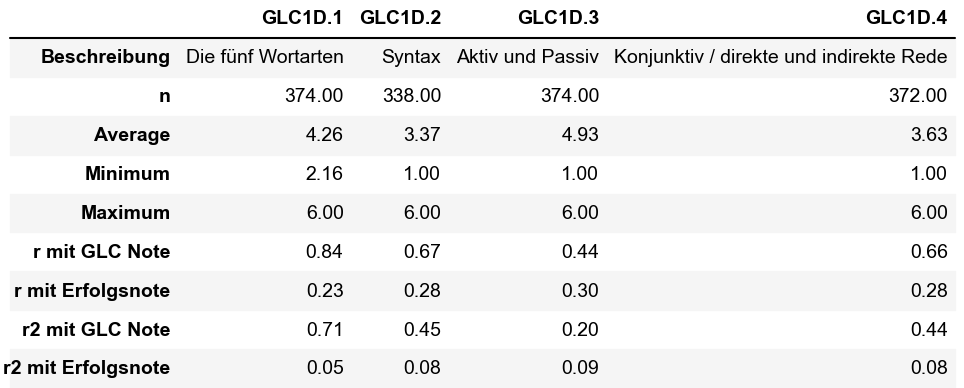 GLC1D.1 GLC1D.2 GLC1D.3 GLC1D.4
Beschreibung Die fünf Wortarten Syntax Aktiv und Passiv Konjunktiv / direkte und indirekte Rede
n 374.00 338.00 374.00 372.00
Average 4.26 3.37 4.93 3.63
Minimum 2.16 1.00 1.00 1.00
Maximum 6.00 6.00 6.00 6.00
r mit GLC Note 0.84 0.67 0.44 0.66
r mit Erfolgsnote 0.23 0.28 0.30 0.28
r2 mit GLC Note 0.71 0.45 0.20 0.44
r2 mit Erfolgsnote 0.05 0.08 0.09 0.08